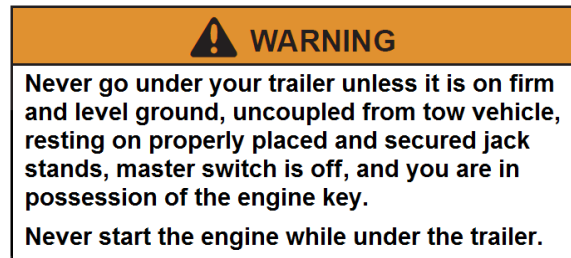 WARNING
Never go under your trailer unless it is on firm
and level ground, uncoupled from tow vehicle,
resting on properly placed and secured jack
stands, master switch is off, and you are in
possession of the engine key.
Never start the engine while under the trailer.